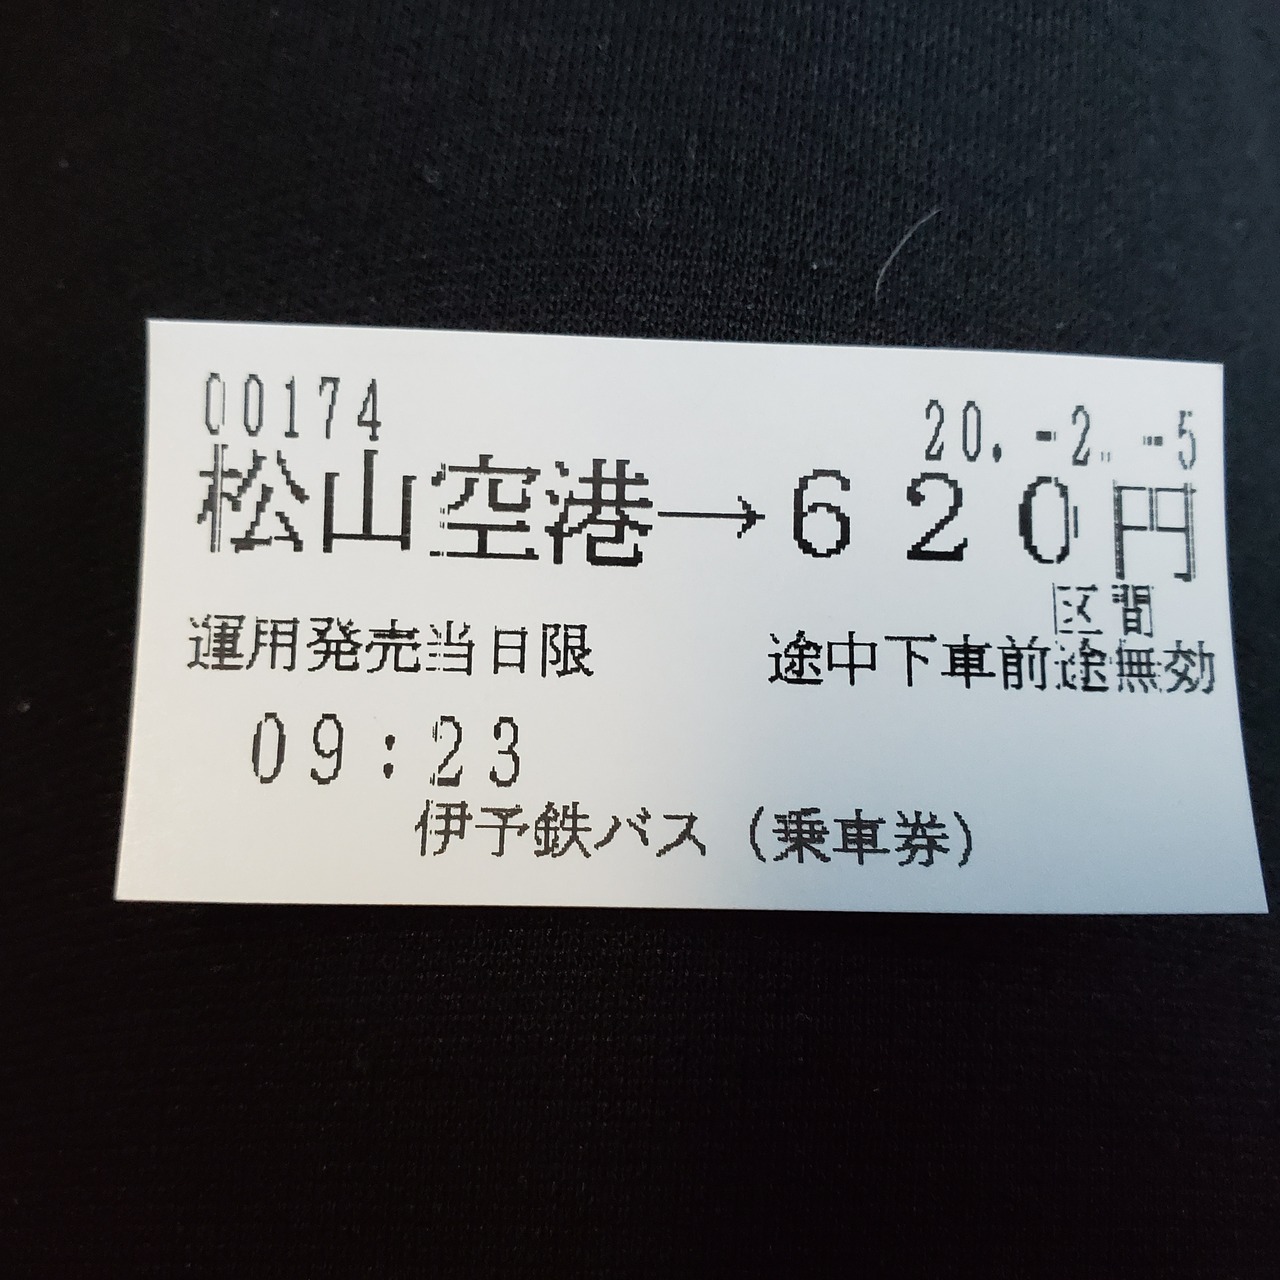 00174
20.-2.-5
松山空港→620円
区間
運用発売当日限 途中下車前途無効
09:23
伊予鉄バス(乗車券)